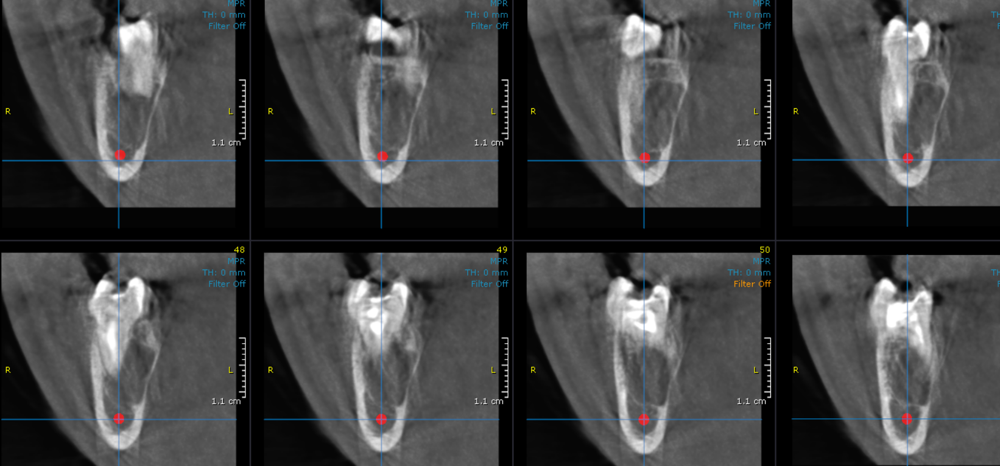 MPR
TH: 0 mm
Filter Off
R
L
1.1 cm
MPR
TH: 0 mm
Filter Off
R
L
1.1 cm
MPR
TH: 0 mm
Filter Off
R
L
1.1 cm
R
48
MPR
TH: 0 mm
Filter Off
R
L
1.1 cm
49
MPR
TH: 0 mm
Filter Off
R
L
1.1 cm
50
MPR
TH: 0 mm
Filter Off
R
L
1.1 cm
R